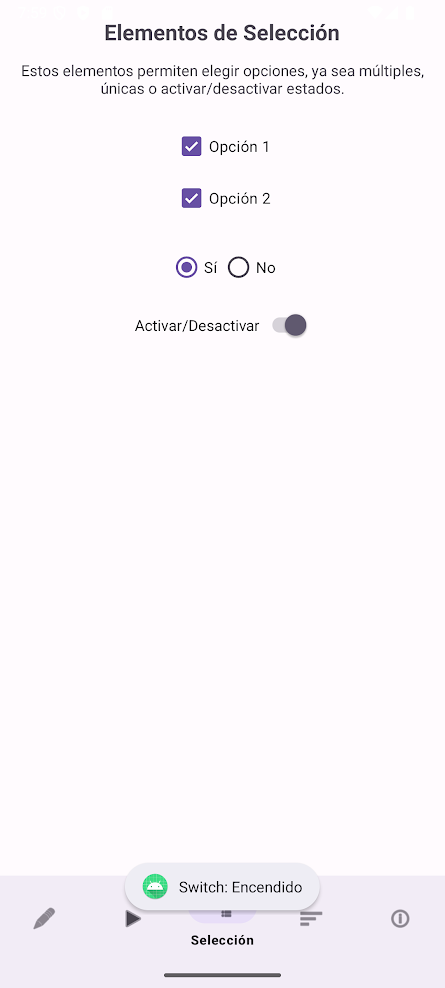 Elementos de Selección
Estos elementos permiten elegir opciones, ya sea múltiples,
únicas o activar/desactivar estados.
Opción 1
Opción 2
Sí No
Activar/Desactivar
Switch: Encendido
Selección